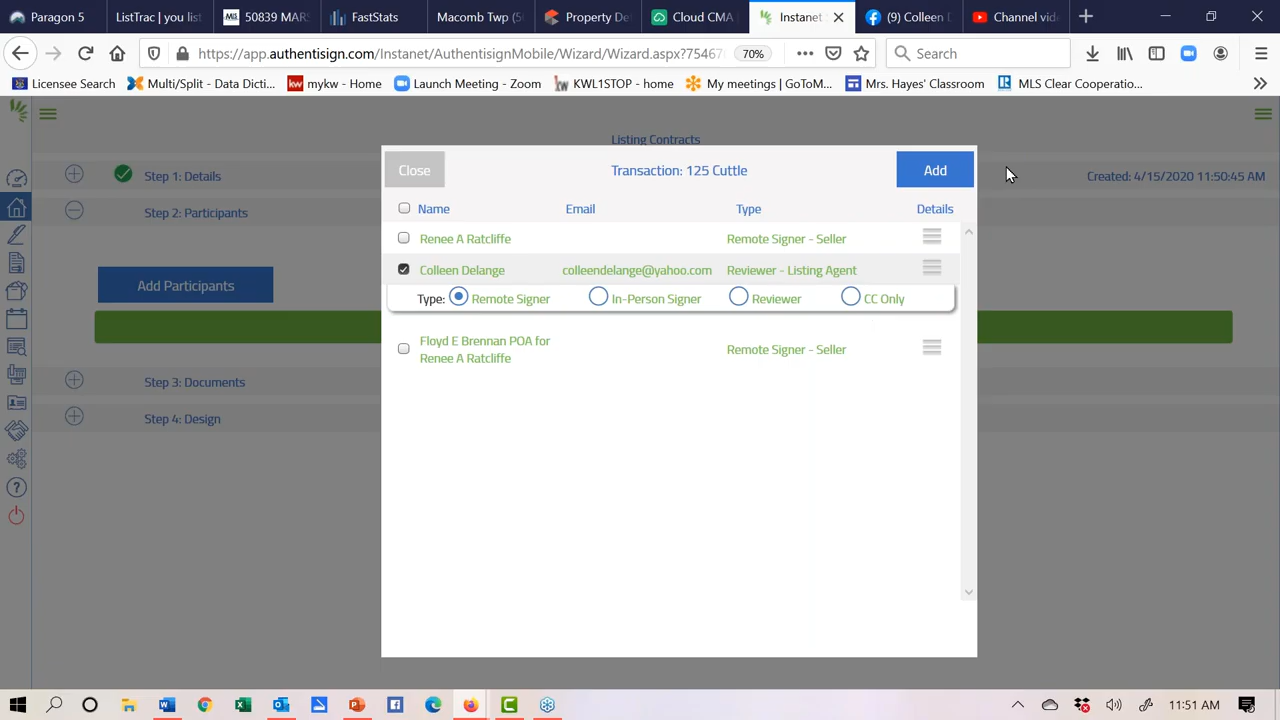 Paragon 5
ListTrac | you list
50839 MAR
FastStats
Macomb Twp (5
Property De
Cloud CMA
Instanet
(9) Colleen D
Channel vide
https://app.authentisign.com/Instanet/AuthentisignMobile/Wizard/Wizard.aspx?75467
70%
Search
Licensee Search
Multi/Split - Data Dicti...
mykw - Home
Launch Meeting - Zoom
KWL1STOP - home
My meetings | GoToM...
Mrs. Hayes' Classroom
MLS Clear Cooperatio...
Listing Contracts
Step 1: Details
Created: 4/15/2020 11:50:45 AM
Step 2: Participants
Add Participants
Step 3: Documents
Step 4: Design
Close
Transaction: 125 Cuttle
Add
Name Email Type Details
Renee A Ratcliffe Remote Signer - Seller
Colleen Delange colleendelange@yahoo.com Reviewer - Listing Agent
Type: Remote Signer In-Person Signer Reviewer CC Only
Floyd E Brennan POA for
Renee A Ratcliffe
Remote Signer - Seller
11:51 AM